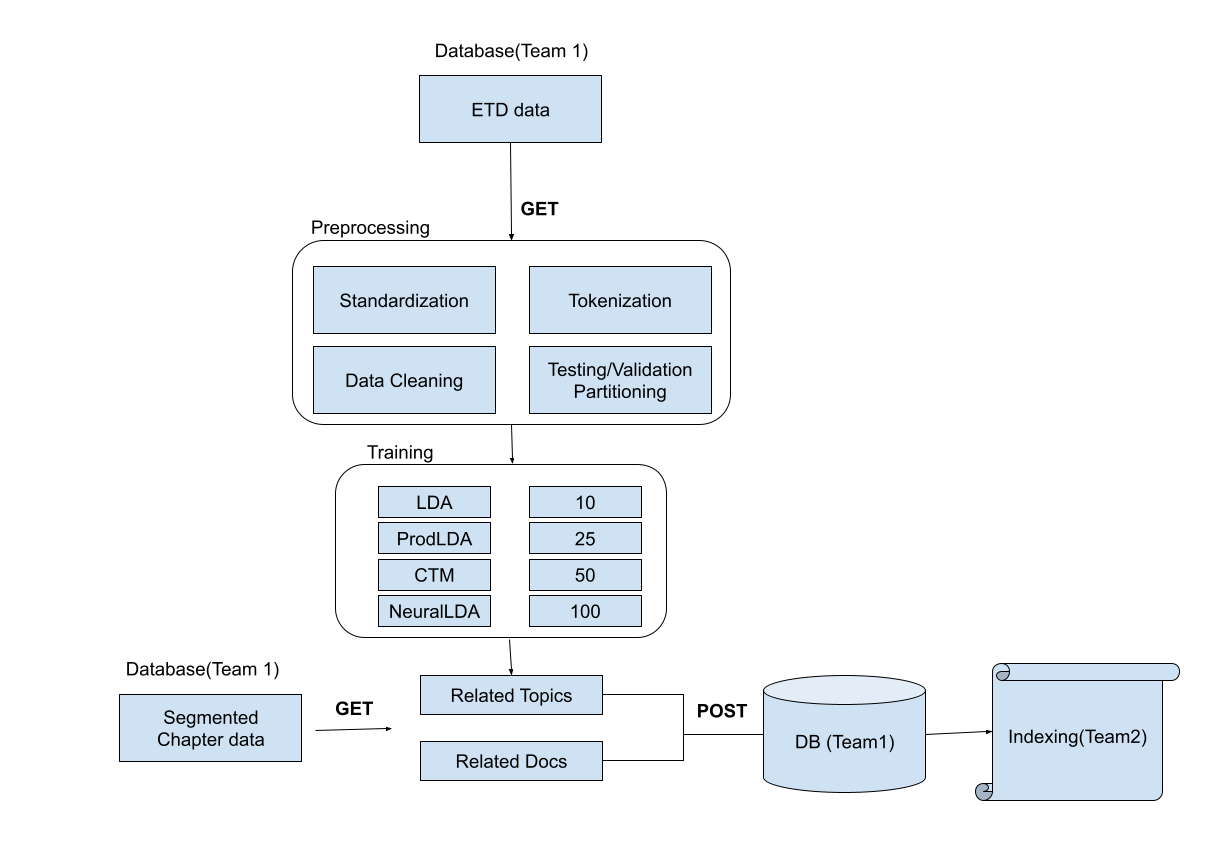 Database(Team 1)
ETD data
GET
Preprocessing
Standardization
Tokenization
Data Cleaning
Testing/Validation
Partitioning
Training
LDA
10
ProdLDA
25
CTM
50
NeuralLDA
100
Database(Team 1)
Segmented
Chapter data
GET
Related Topics
Related Docs
POST
DB (Team1)
Indexing(Team2)